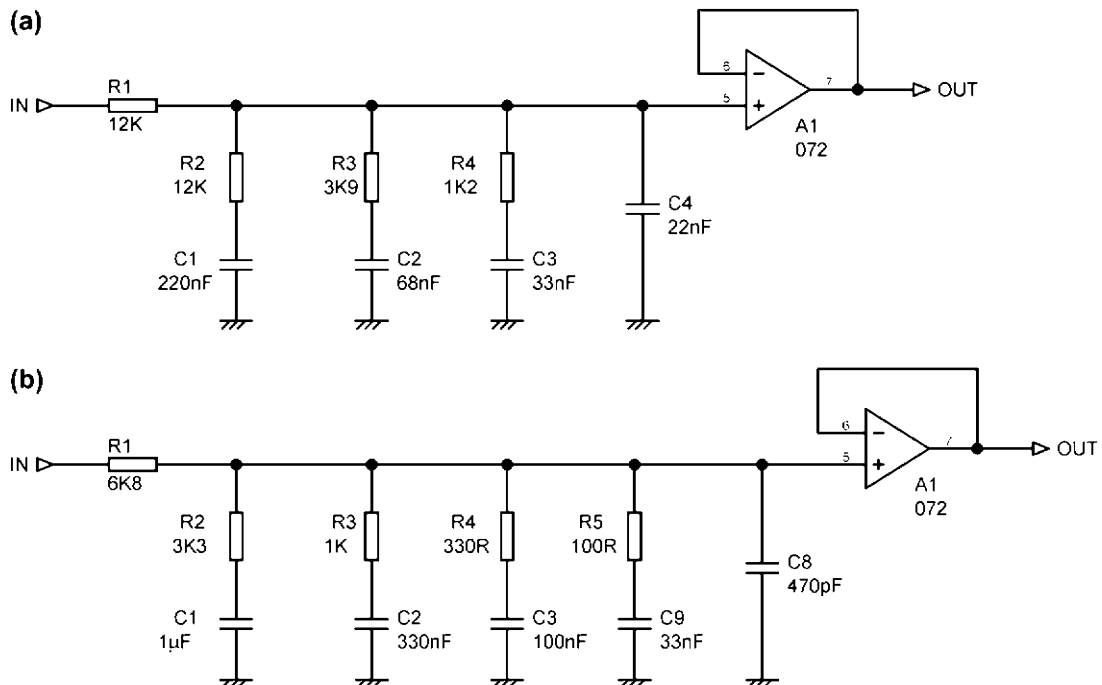 (a)
IN
R1
12K
R2
12K
C1
220nF
R3
3K9
C2
68nF
R4
1K2
C3
33nF
C4
22nF
6
5
7
A1
072
OUT
(b)
IN
R1
6K8
R2
3K3
C1
1µF
R3
1K
C2
330nF
R4
330R
C3
100nF
R5
100R
C9
33nF
C8
470pF
6
5
7
A1
072
OUT